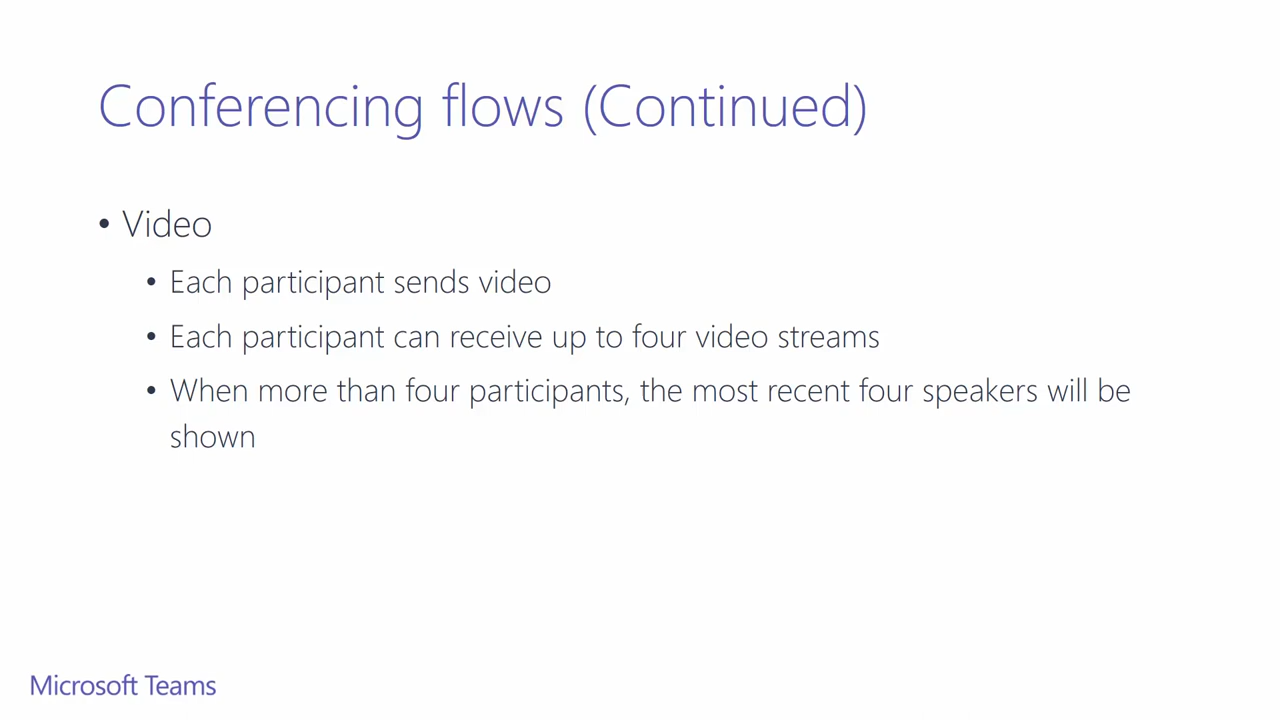 Conferencing flows (Continued)
• Video
• Each participant sends video
• Each participant can receive up to four video streams
• When more than four participants, the most recent four speakers will be
shown
Microsoft Teams